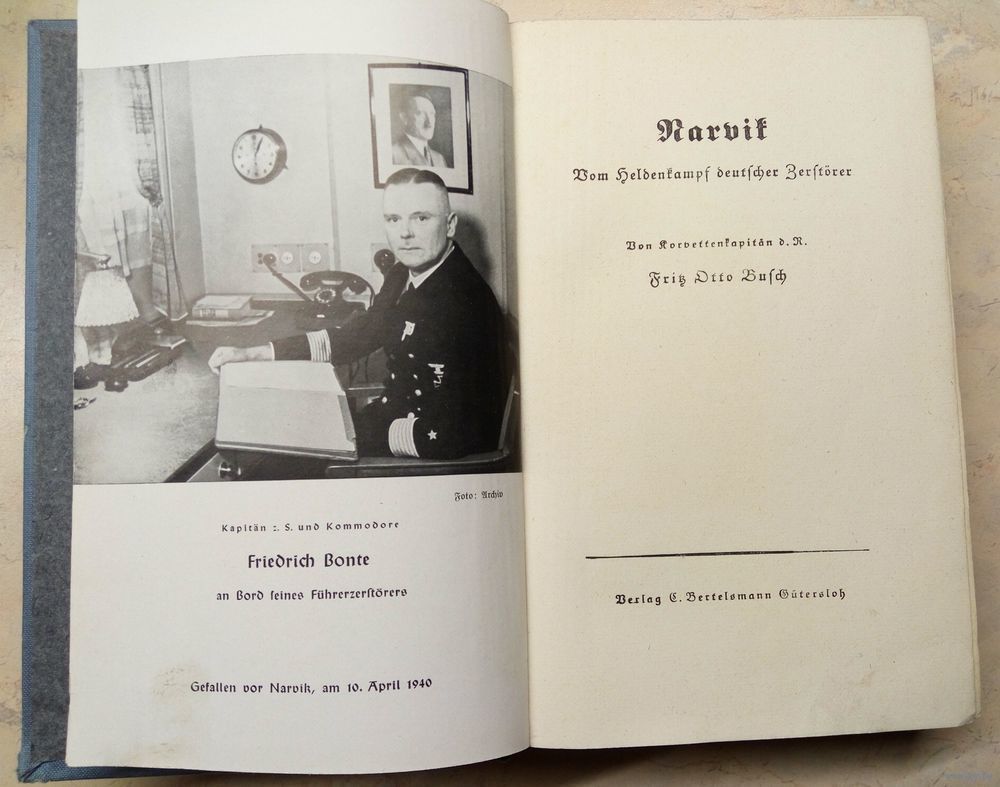 Foto: Archiv
Kapitän z. S. und Kommodore
Friedrich Bonte
an Bord seines Führerzerstörers
Gefallen vor Narvik, am 10. April 1940
Narvik
Vom Heldenkampf deutscher Zerstörer
Von Korvettenkapitän d. R.
Fritz Otto Busch
Verlag C. Bertelsmann Gütersloh